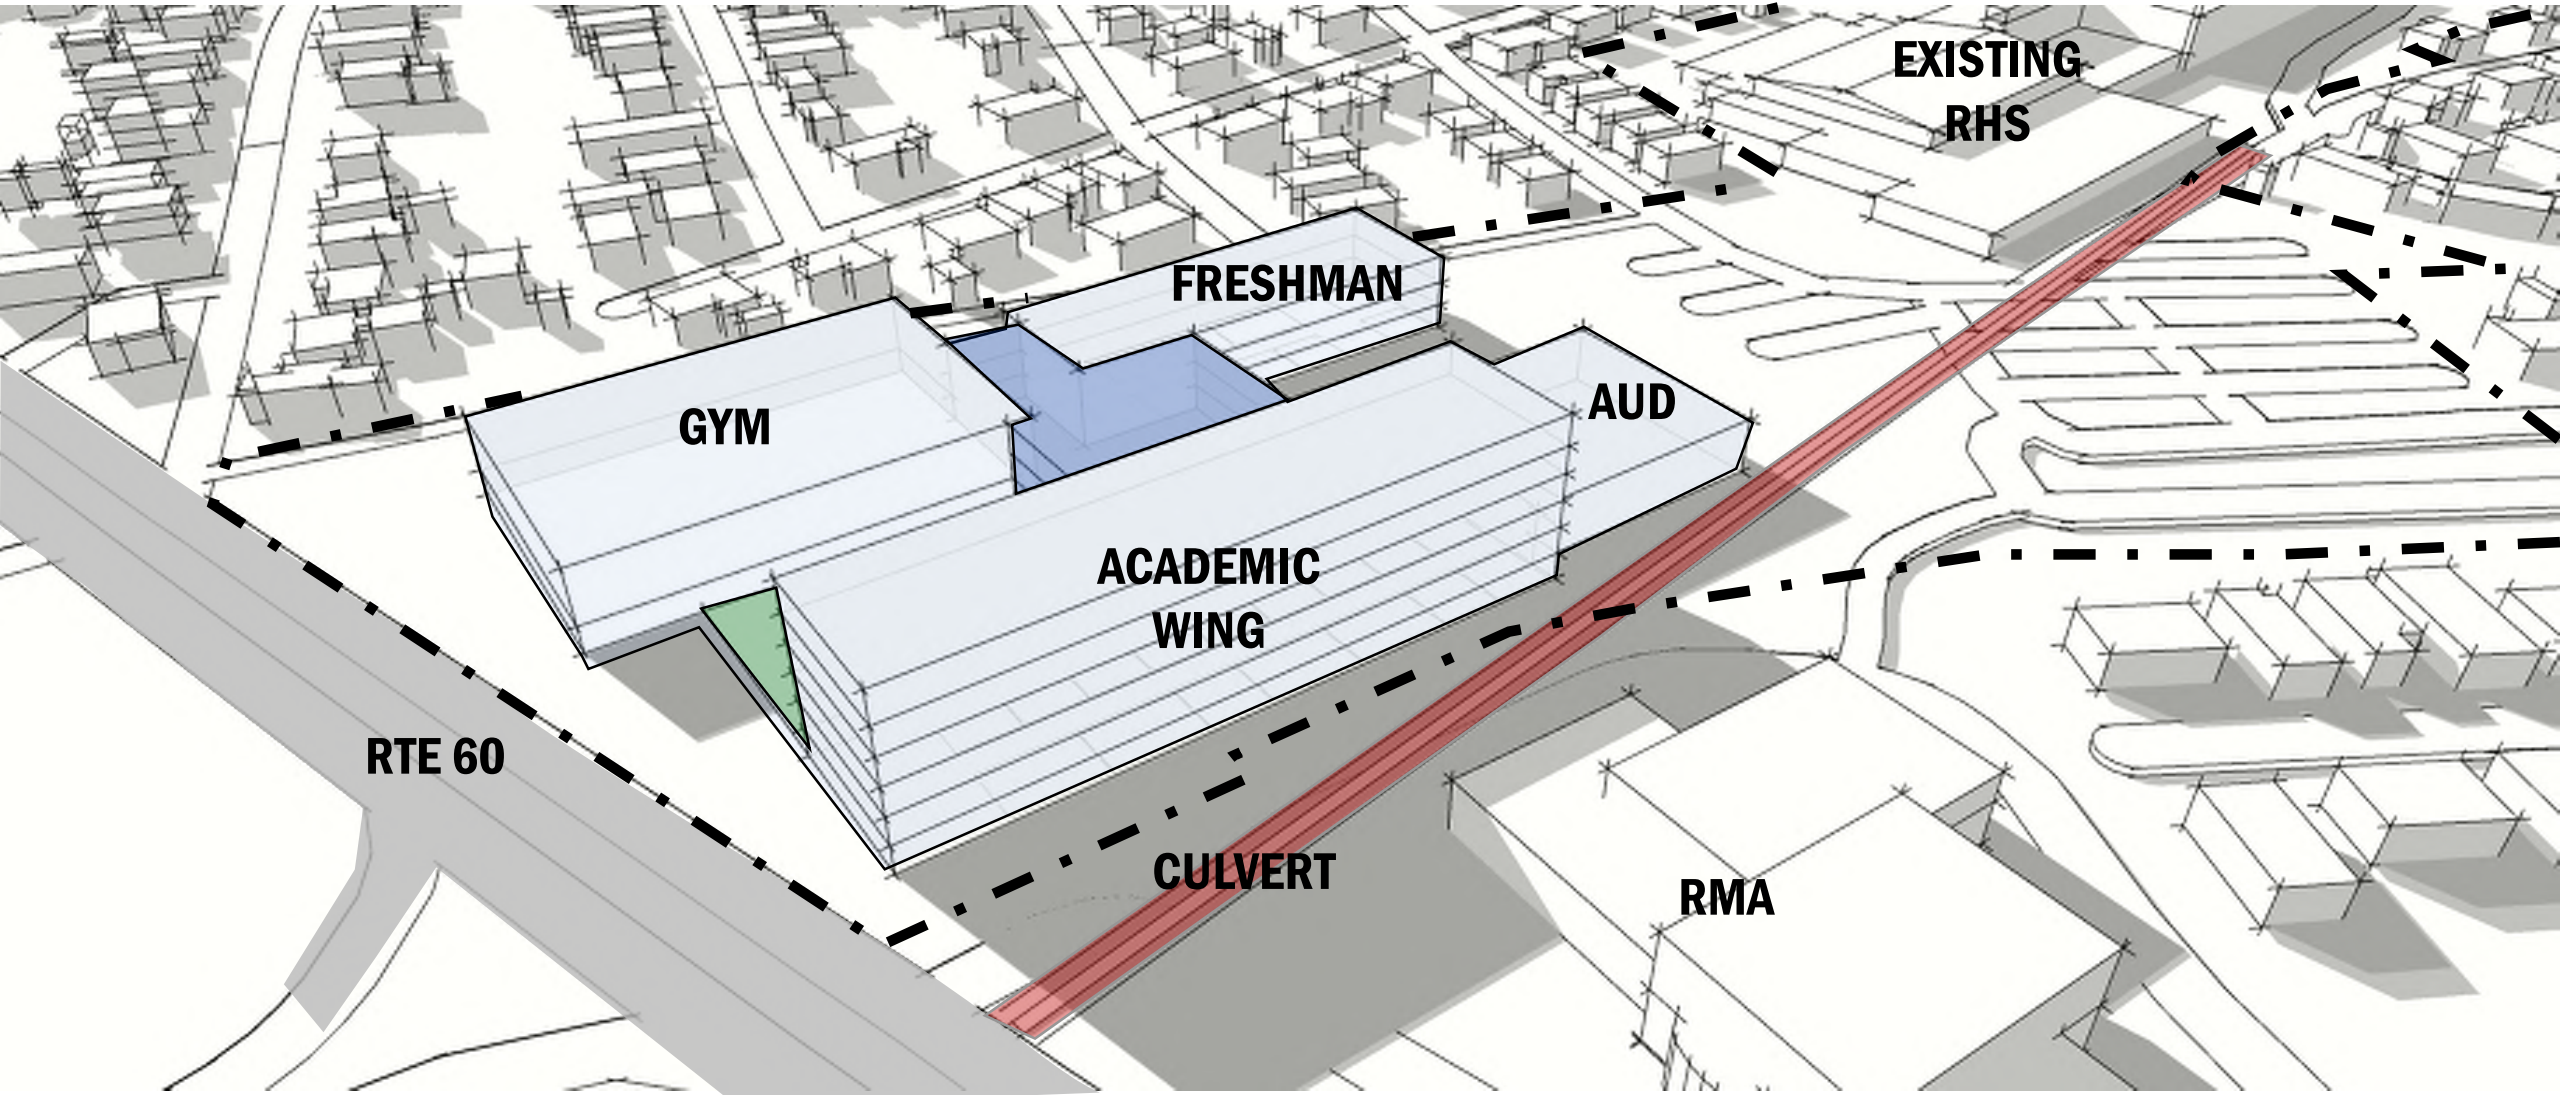 EXISTING
RHS
FRESHMAN
AUD
GYM
ACADEMIC
WING
RTE 60
CULVERT
RMA